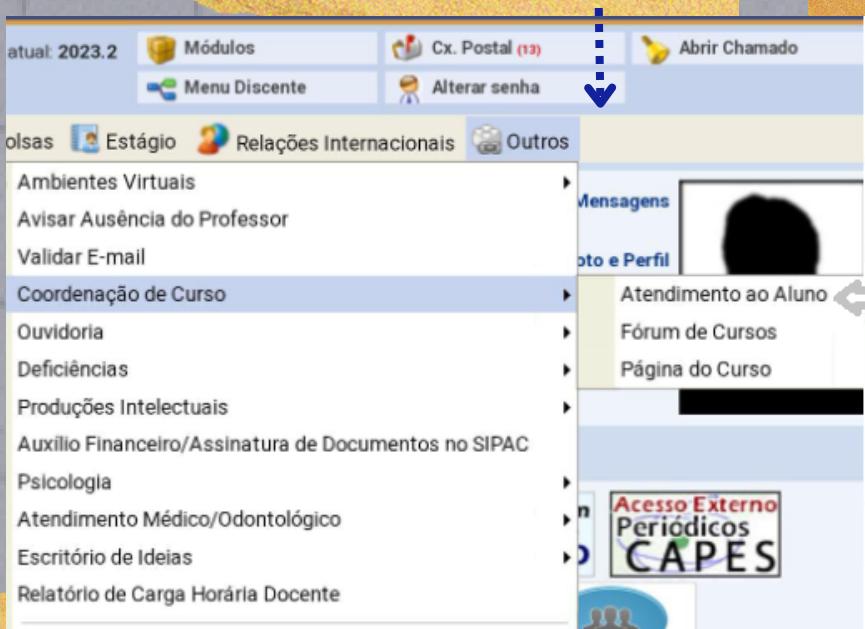 atual: 2023.2 Módulos Cx. Postal (13) Abrir Chamado
Menu Discente Alterar senha
olsas Estágio Relações Internacionais Outros
Ambientes Virtuais
Mensagens
Avisar Ausência do Professor
Validar E-mail
oto e Perfil
Coordenação de Curso
Atendimento ao Aluno
Ouvidoria
Fórum de Cursos
Deficiências
Página do Curso
Produções Intelectuais
Auxílio Financeiro/Assinatura de Documentos no SIPAC
Psicologia
Atendimento Médico/Odontológico
Escritório de Ideias
Relatório de Carga Horária Docente
Acesso Externo
Periódicos
CAPES